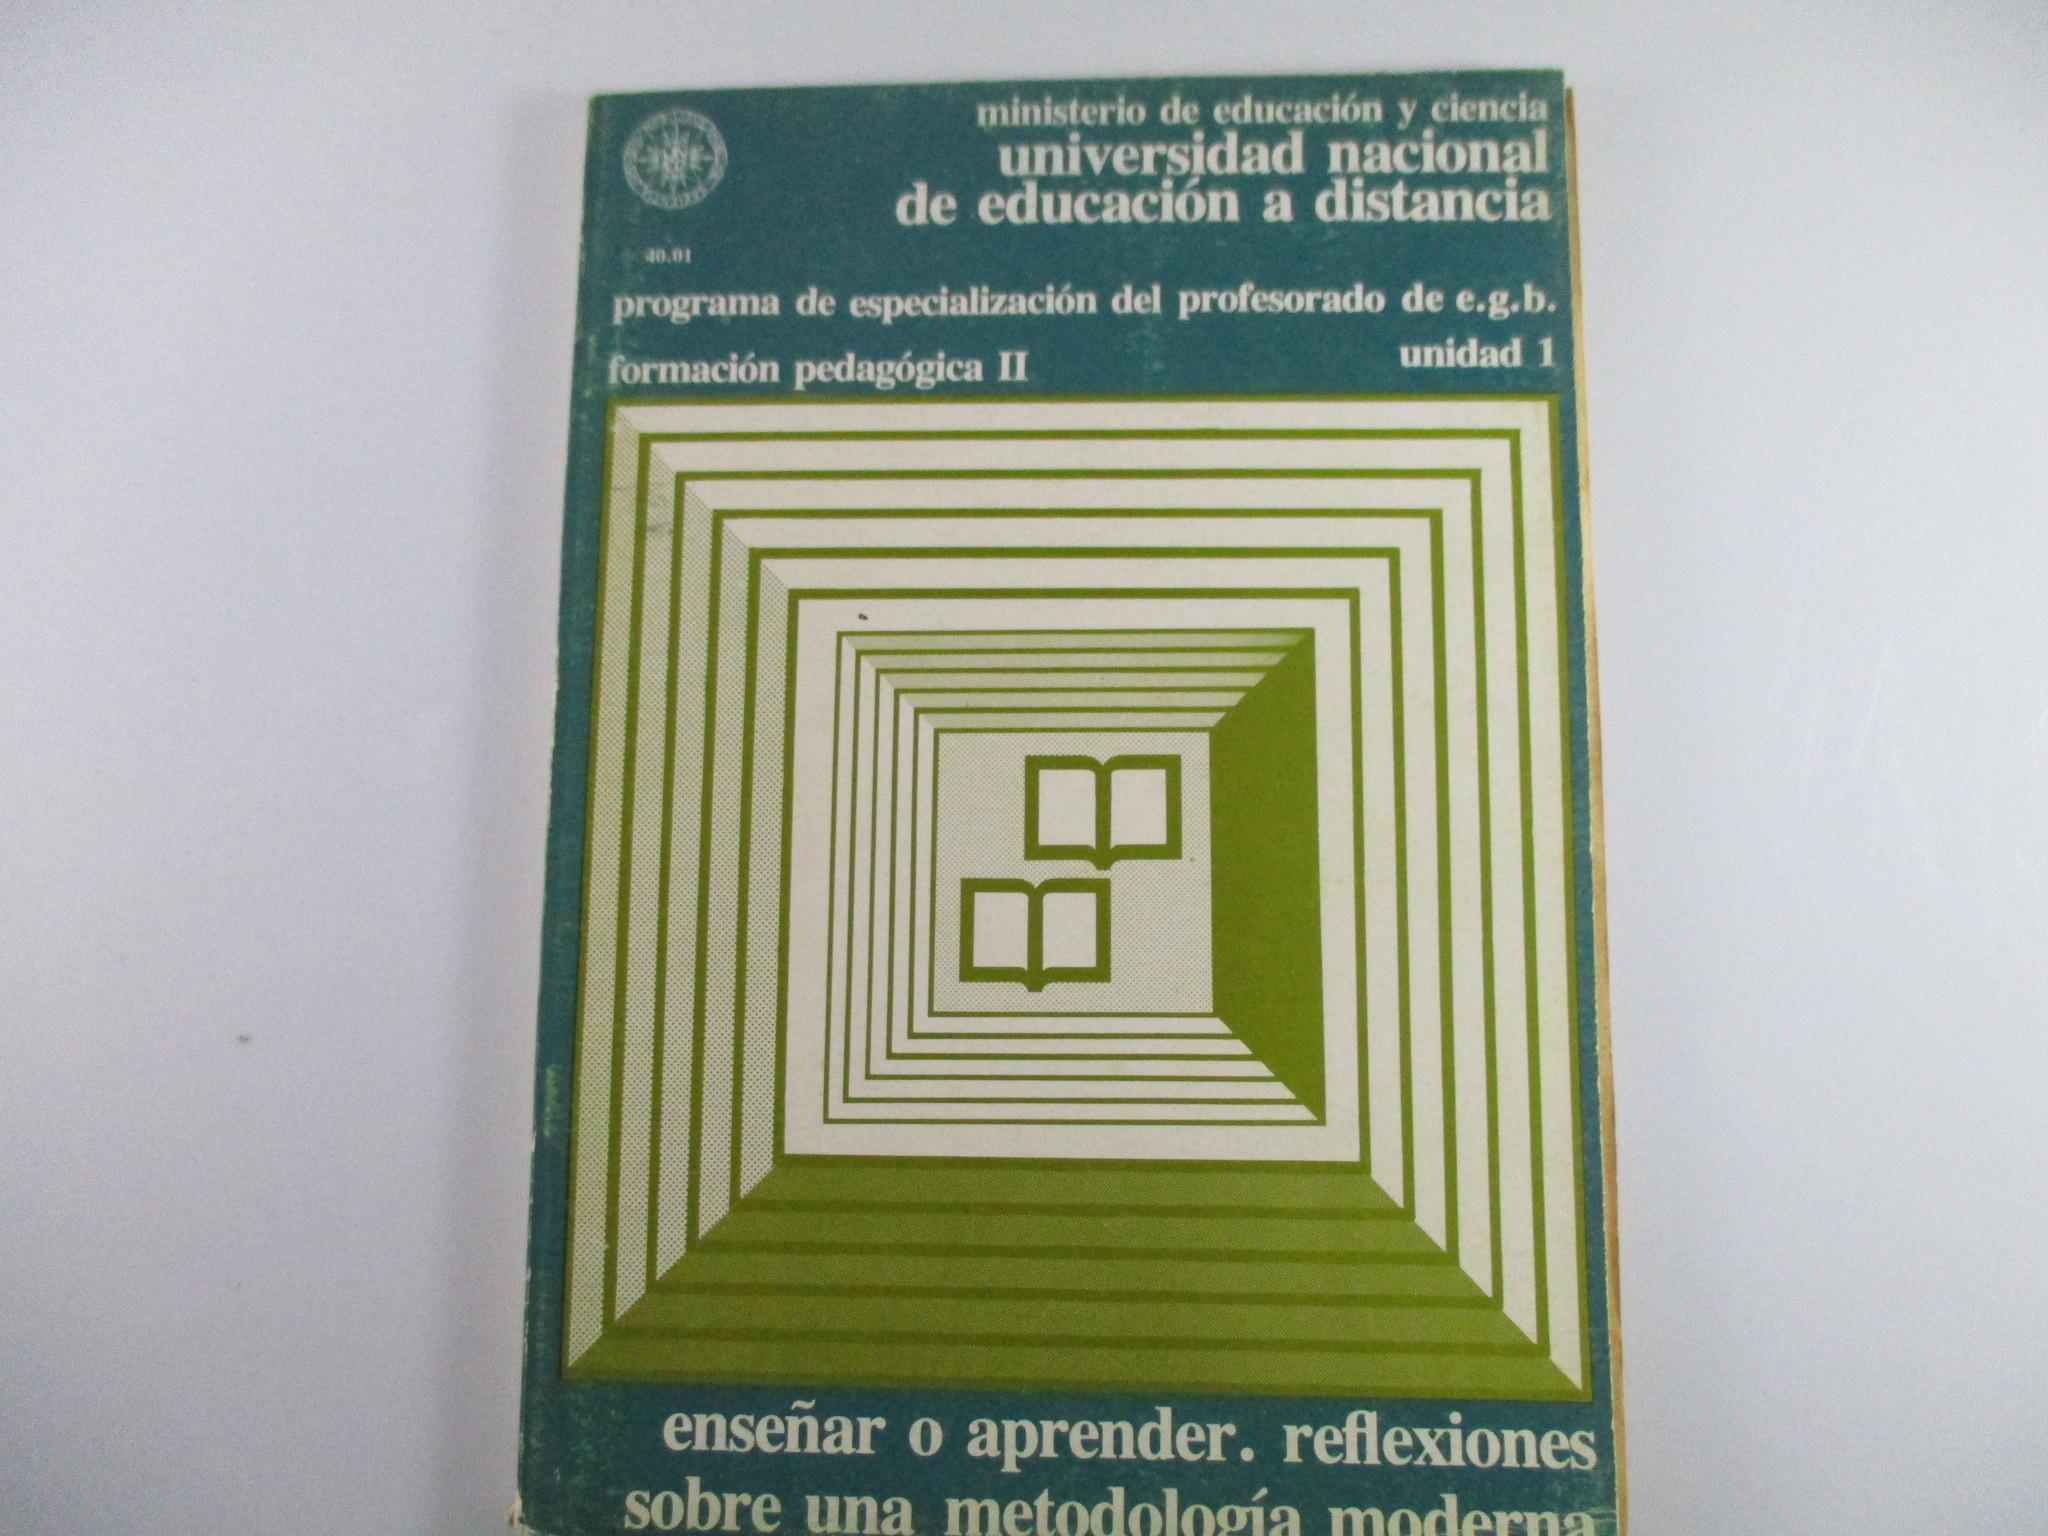 ministerio de educación y ciencia
universidad nacional
de educación a distancia
40.01
programa de especialización del profesorado de e.g.b.
formación pedagógica II
unidad 1
enseñar o aprender. reflexiones
sobre una metodología moderna